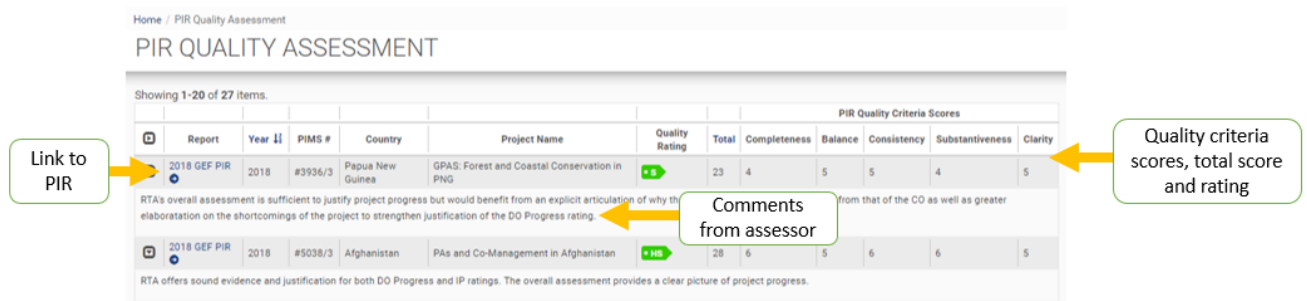 Home / PIR Quality Assessment
PIR QUALITY ASSESSMENT
Showing 1-20 of 27 items.
PIR Quality Criteria Scores
Report Year PIMS # Country Project Name Quality Rating Total Completeness Balance Consistency Substantiveness Clarity
Link to
PIR
2018 GEF PIR 2018 #3936/3 Papua New Guinea GPAS: Forest and Coastal Conservation in PNG S 23 4 5 5 4 5
Quality criteria
scores, total score
and rating
RTA's overall assessment is sufficient to justify project progress but would benefit from an explicit articulation of why from that of the CO as well as greater
elaboratation on the shortcomings of the project to strengthen justification of the DO Progress rating.
Comments
from assessor
2018 GEF PIR 2018 #5038/3 Afghanistan PAs and Co-Management in Afghanistan HS 28 6 5 6 6 5
RTA offers sound evidence and justification for both DO Progress and IP ratings. The overall assessment provides a clear picture of project progress.